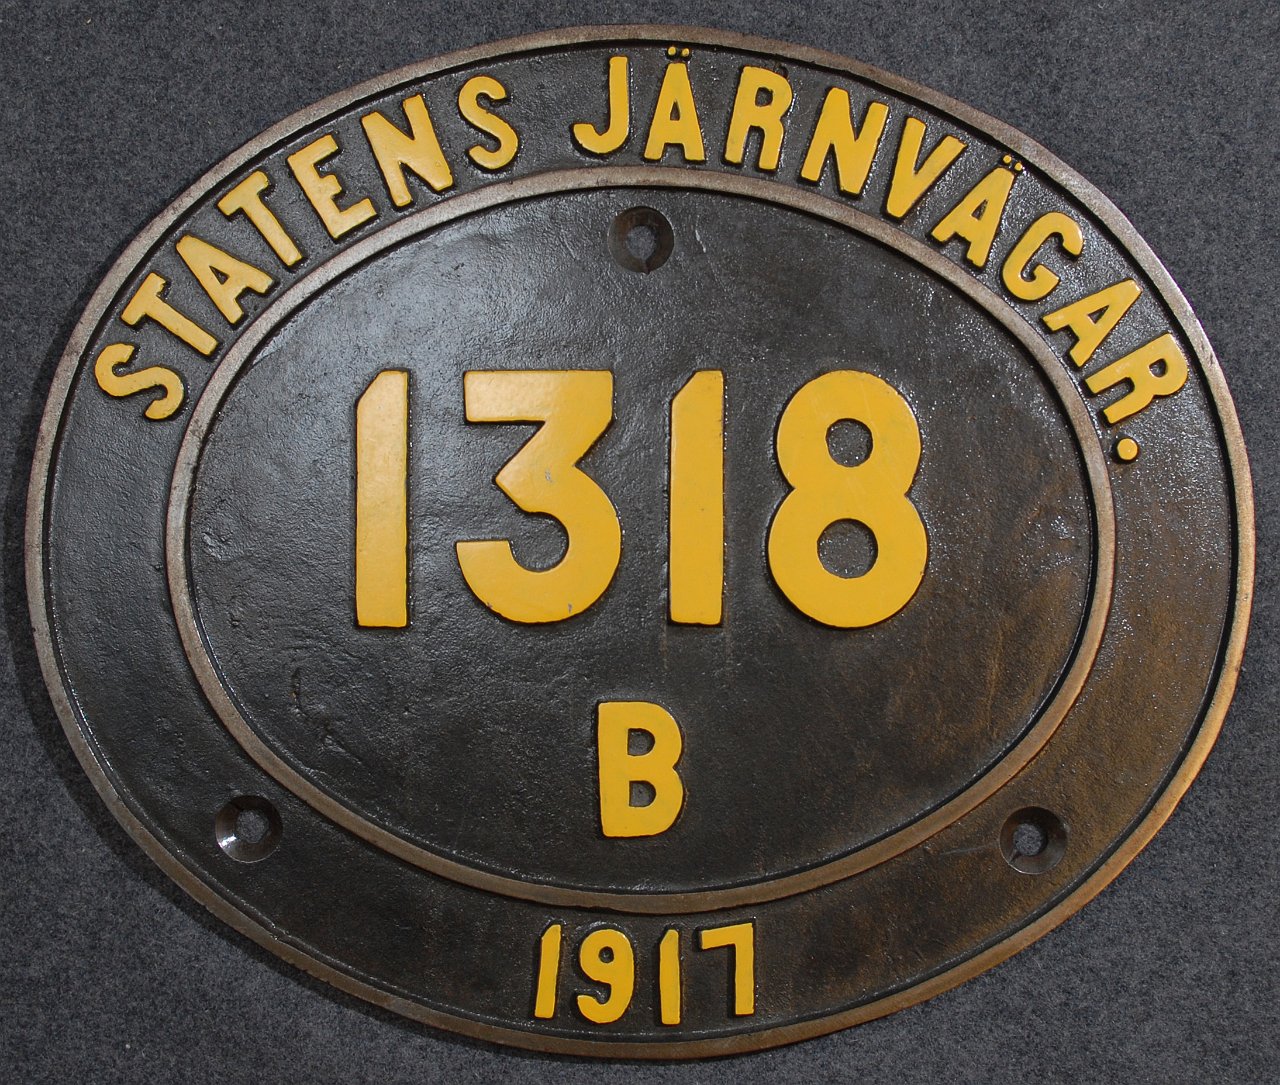 STATENS JÄRNVÄGAR.
1318
B
1917